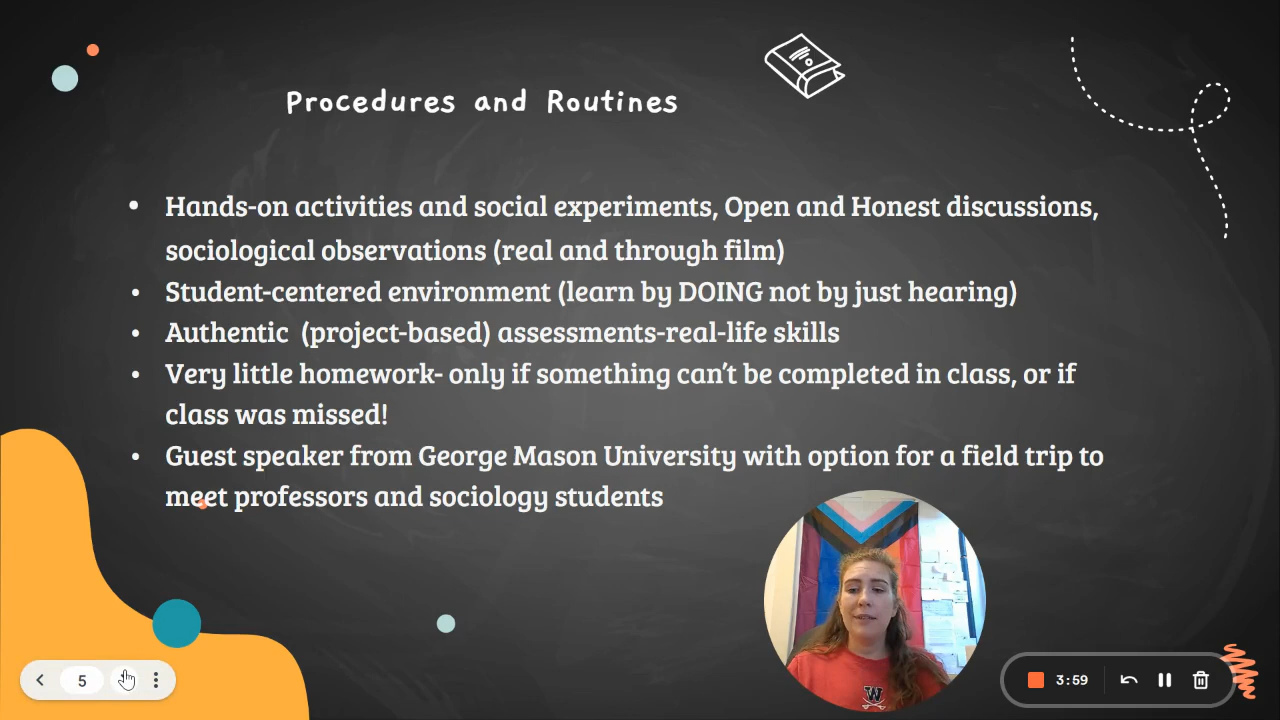 Procedures and Routines
• Hands-on activities and social experiments, Open and Honest discussions,
sociological observations (real and through film)
• Student-centered environment (learn by DOING not by just hearing)
• Authentic (project-based) assessments-real-life skills
• Very little homework- only if something can’t be completed in class, or if
class was missed!
• Guest speaker from George Mason University with option for a field trip to
meet professors and sociology students
W
5
3:59